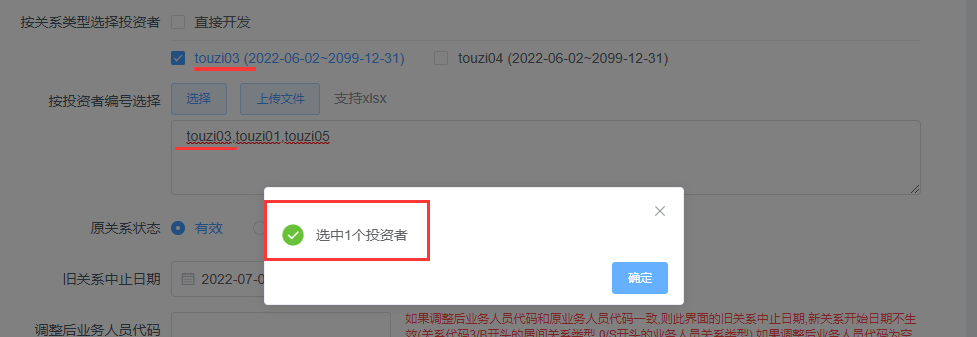 按关系类型选择投资者 直接开发
touzi03 (2022-06-02~2099-12-31) touzi04 (2022-06-02~2099-12-31)
按投资者编号选择 选择 上传文件 支持xlsx
touzi03,touzi01,touzi05
选中1个投资者
原关系状态 有效
确定
旧关系中止日期 2022-07-0
调整后业务人员代码 如果调整后业务人员代码和原业务人员代码一致,则此界面的旧关系中止日期,新关系开始日期不生
效(关系代码3/B开头的居间关系类型,0/S开头的业务人员关系类型),如果调整后业务人员代码为空